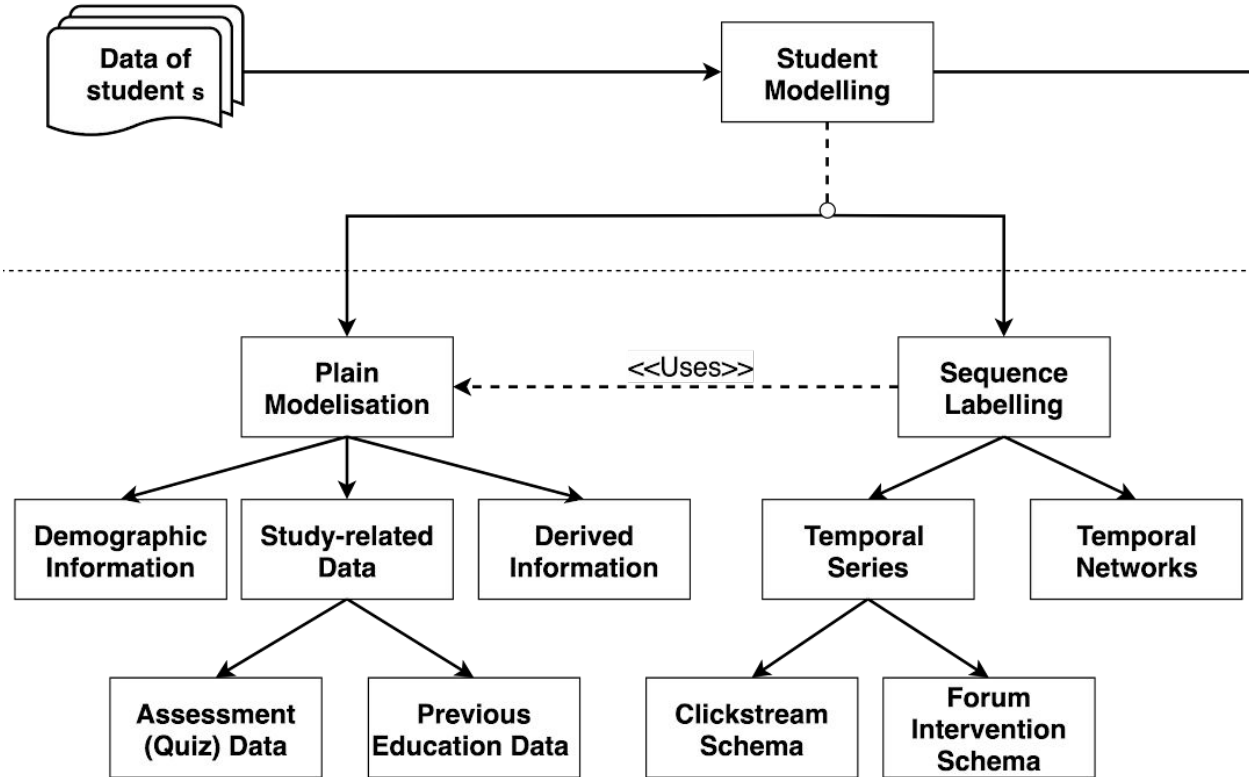 Data of
student s
Student
Modelling
Plain
Modelisation
<<Uses>>
Sequence
Labelling
Demographic
Information
Study-related
Data
Derived
Information
Temporal
Series
Temporal
Networks
Assessment
(Quiz) Data
Previous
Education Data
Clickstream
Schema
Forum
Intervention
Schema